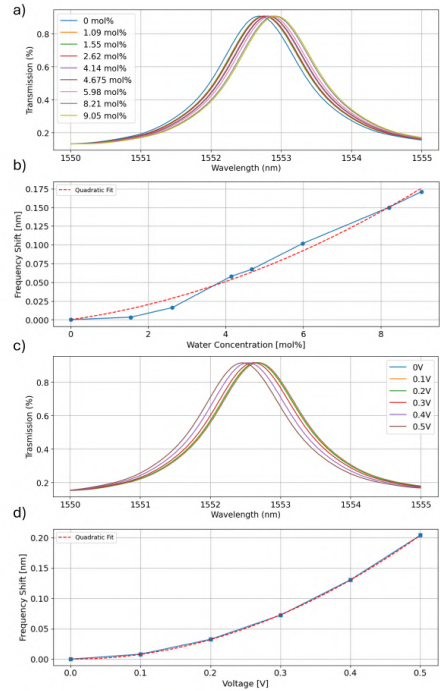 a)
0 mol%
1.09 mol%
1.55 mol%
2.62 mol%
4.14 mol%
4.675 mol%
5.98 mol%
8.21 mol%
9.05 mol%
Transmission (%)
0.8
0.6
0.4
0.2
1550 1551 1552 1553 1554 1555
Wavelength (nm)
b)
Quadratic Fit
Frequency Shift [nm]
0.175
0.150
0.125
0.100
0.075
0.050
0.025
0.000
0 2 4 6 8
Water Concentration [mol%]
c)
0V
0.1V
0.2V
0.3V
0.4V
0.5V
Trasmission (%)
0.8
0.6
0.4
0.2
1550 1551 1552 1553 1554 1555
Wavelength (nm)
d)
Quadratic Fit
Frequency Shift [nm]
0.20
0.15
0.10
0.05
0.00
0.0 0.1 0.2 0.3 0.4 0.5
Voltage [V]